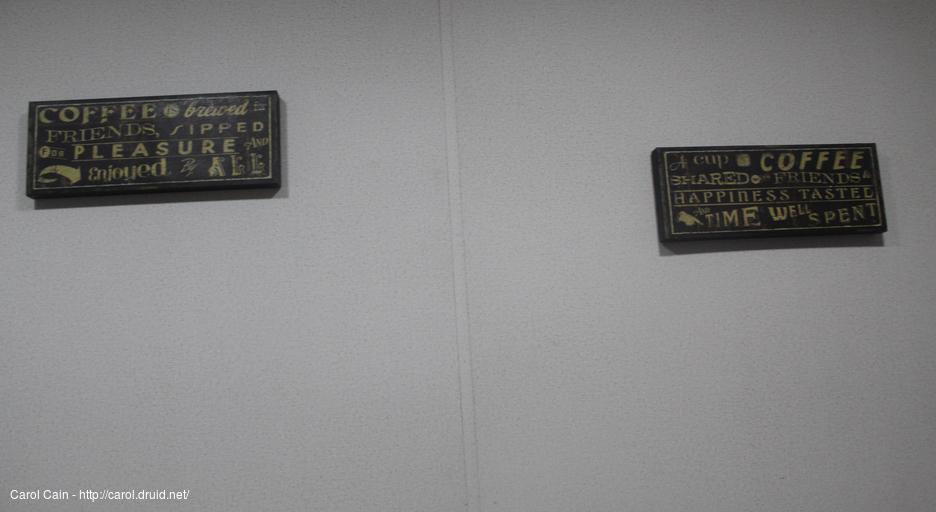 COFFEE is brewed for
FRIENDS, SIPPED
FOR PLEASURE AND
Enjoyed By ALL
A cup of COFFEE
SHARED with FRIENDS is
HAPPINESS TASTED
AND TIME WELL SPENT
Carol Cain - http://carol.druid.net/